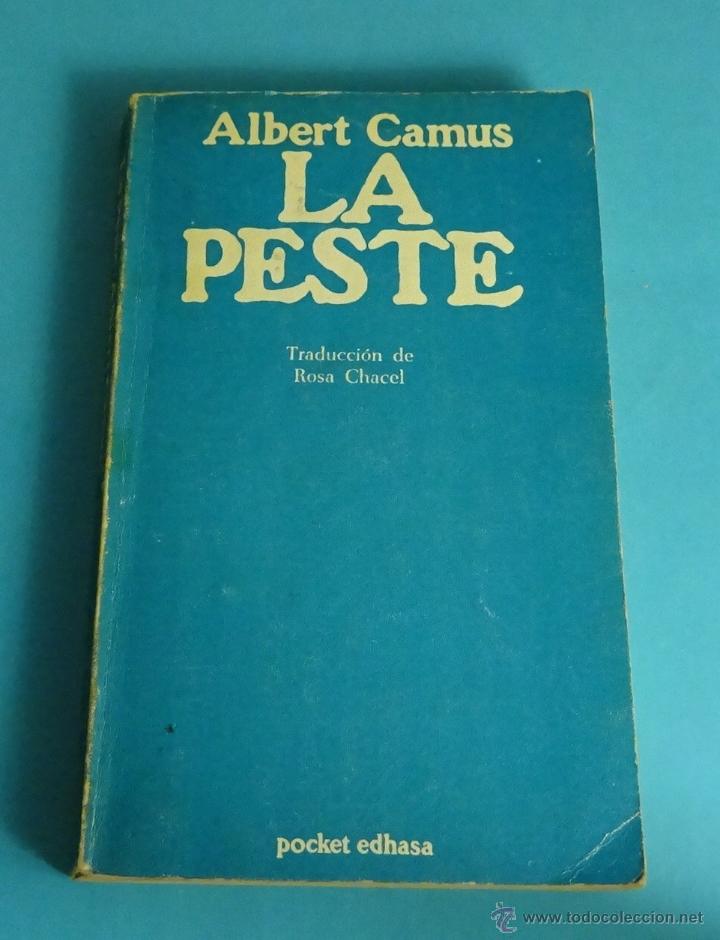 Albert Camus
LA
PESTE
Traducción de
Rosa Chacel
pocket edhasa
www.todocoleccion.net